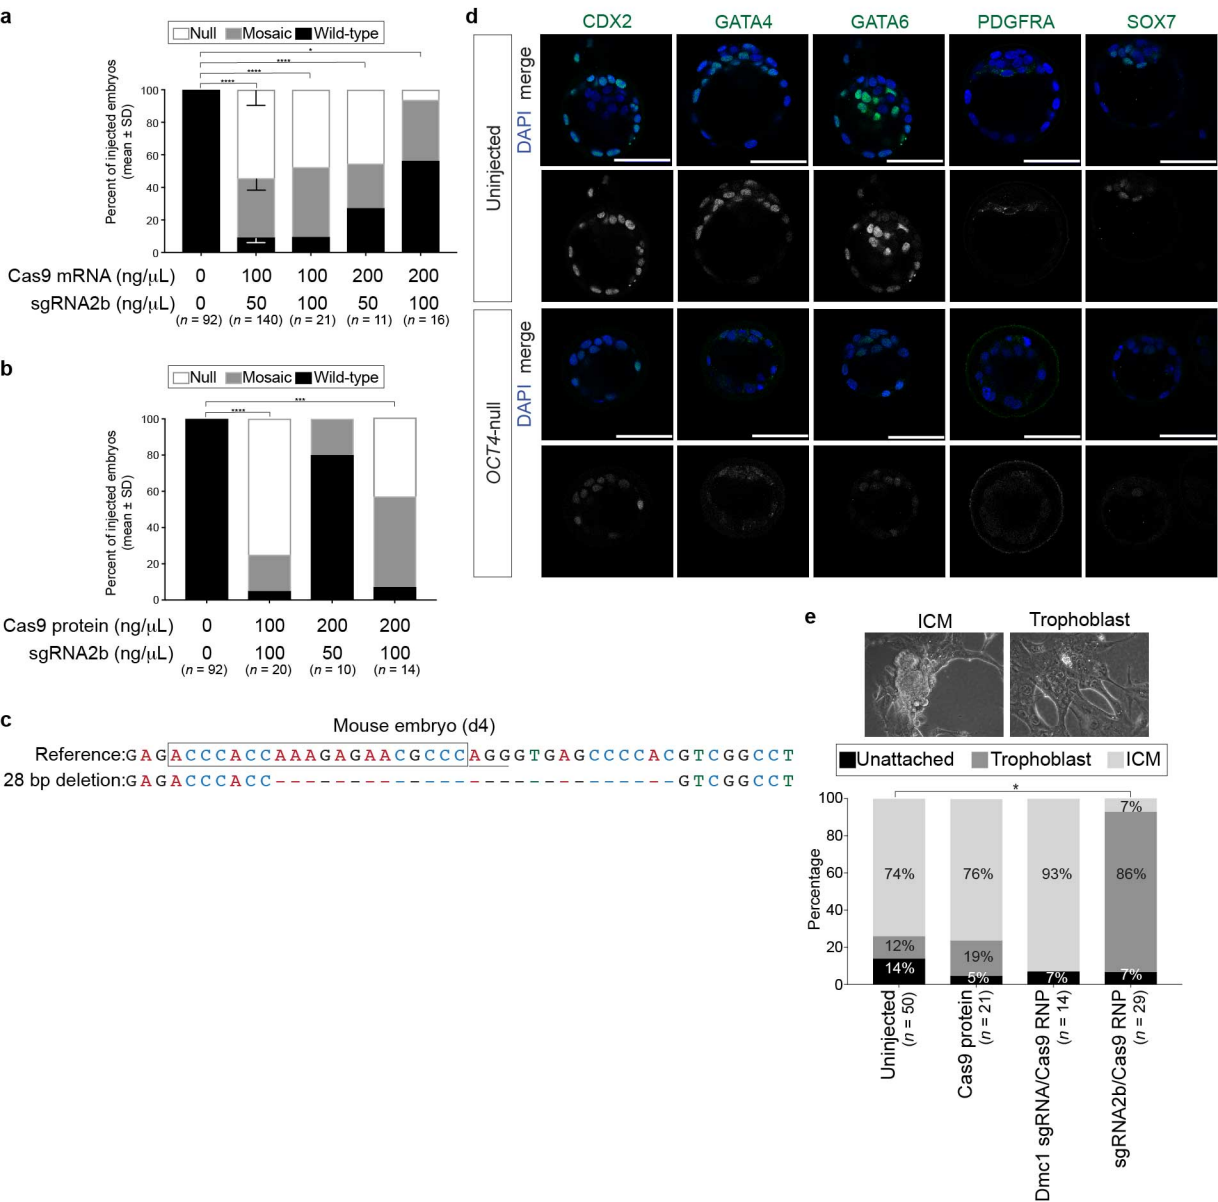 a
Null Mosaic Wild-type
*
****
****
****
Percent of injected embryos
(mean ± SD)
100
80
60
40
20
0
Cas9 mRNA (ng/µL) 0 100 100 200 200
sgRNA2b (ng/µL) 0 50 100 50 100
(n = 92) (n = 140) (n = 21) (n = 11) (n = 16)
b
Null Mosaic Wild-type
***
****
Percent of injected embryos
(mean ± SD)
100
80
60
40
20
0
Cas9 protein (ng/µL) 0 100 200 200
sgRNA2b (ng/µL) 0 100 50 100
(n = 92) (n = 20) (n = 10) (n = 14)
c
Mouse embryo (d4)
Reference:GAGACCCACCAAAGAGAACGCCCAGGGTGAGCCCCACGTCGGCCT
28 bp deletion:GAGACCCACC----------------------------GTCGGCCT
d
CDX2 GATA4 GATA6 PDGFRA SOX7
Uninjected
DAPI merge
OCT4-null
DAPI merge
e
ICM Trophoblast
Unattached Trophoblast ICM
*
Percentage
100
80
60
40
20
0
74% 12% 14%
76% 19% 5%
93% 7%
7% 86% 7%
Uninjected
(n = 50)
Cas9 protein
(n = 21)
Dmc1 sgRNA/Cas9 RNP
(n = 14)
sgRNA2b/Cas9 RNP
(n = 29)